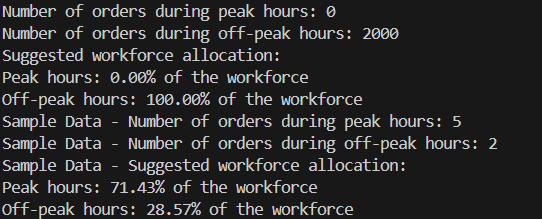 Number of orders during peak hours: 0
Number of orders during off-peak hours: 2000
Suggested workforce allocation:
Peak hours: 0.00% of the workforce
Off-peak hours: 100.00% of the workforce
Sample Data - Number of orders during peak hours: 5
Sample Data - Number of orders during off-peak hours: 2
Sample Data - Suggested workforce allocation:
Peak hours: 71.43% of the workforce
Off-peak hours: 28.57% of the workforce